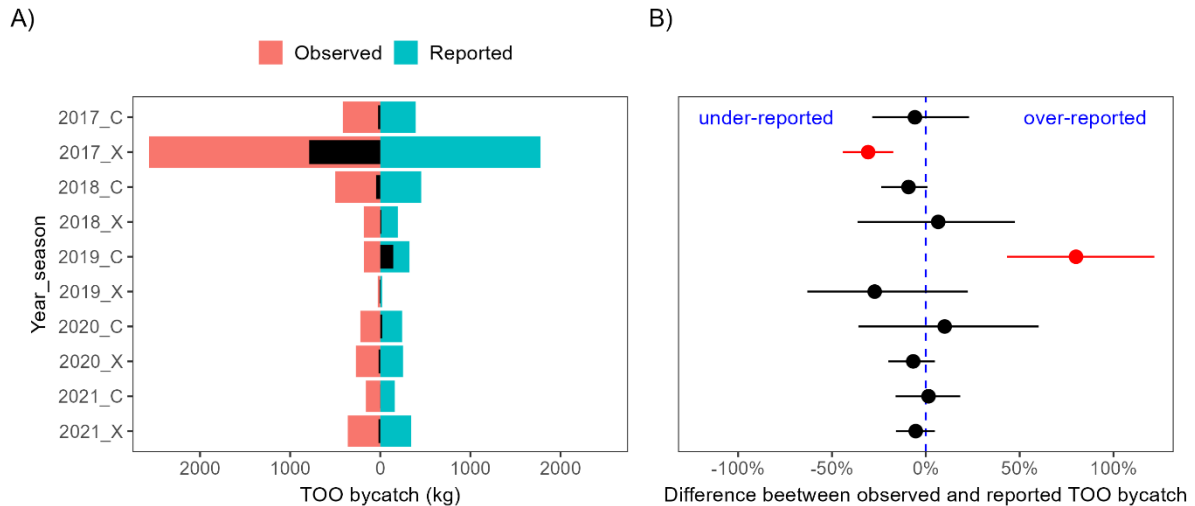 A)
B)
Observed Reported
2017_C
2017_X
2018_C
2018_X
2019_C
2019_X
2020_C
2020_X
2021_C
2021_X
Year_season
2000 1000 0 1000 2000
TOO bycatch (kg)
under-reported over-reported
-100% -50% 0% 50% 100%
Difference beetween observed and reported TOO bycatch